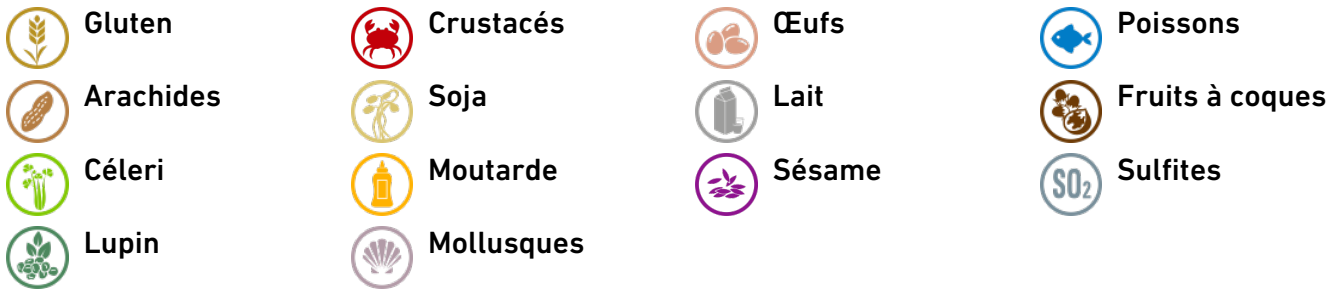 Gluten
Crustacés
Œufs
Poissons
Arachides
Soja
Lait
Fruits à coques
Céleri
Moutarde
Sésame
SO2
Sulfites
Lupin
Mollusques